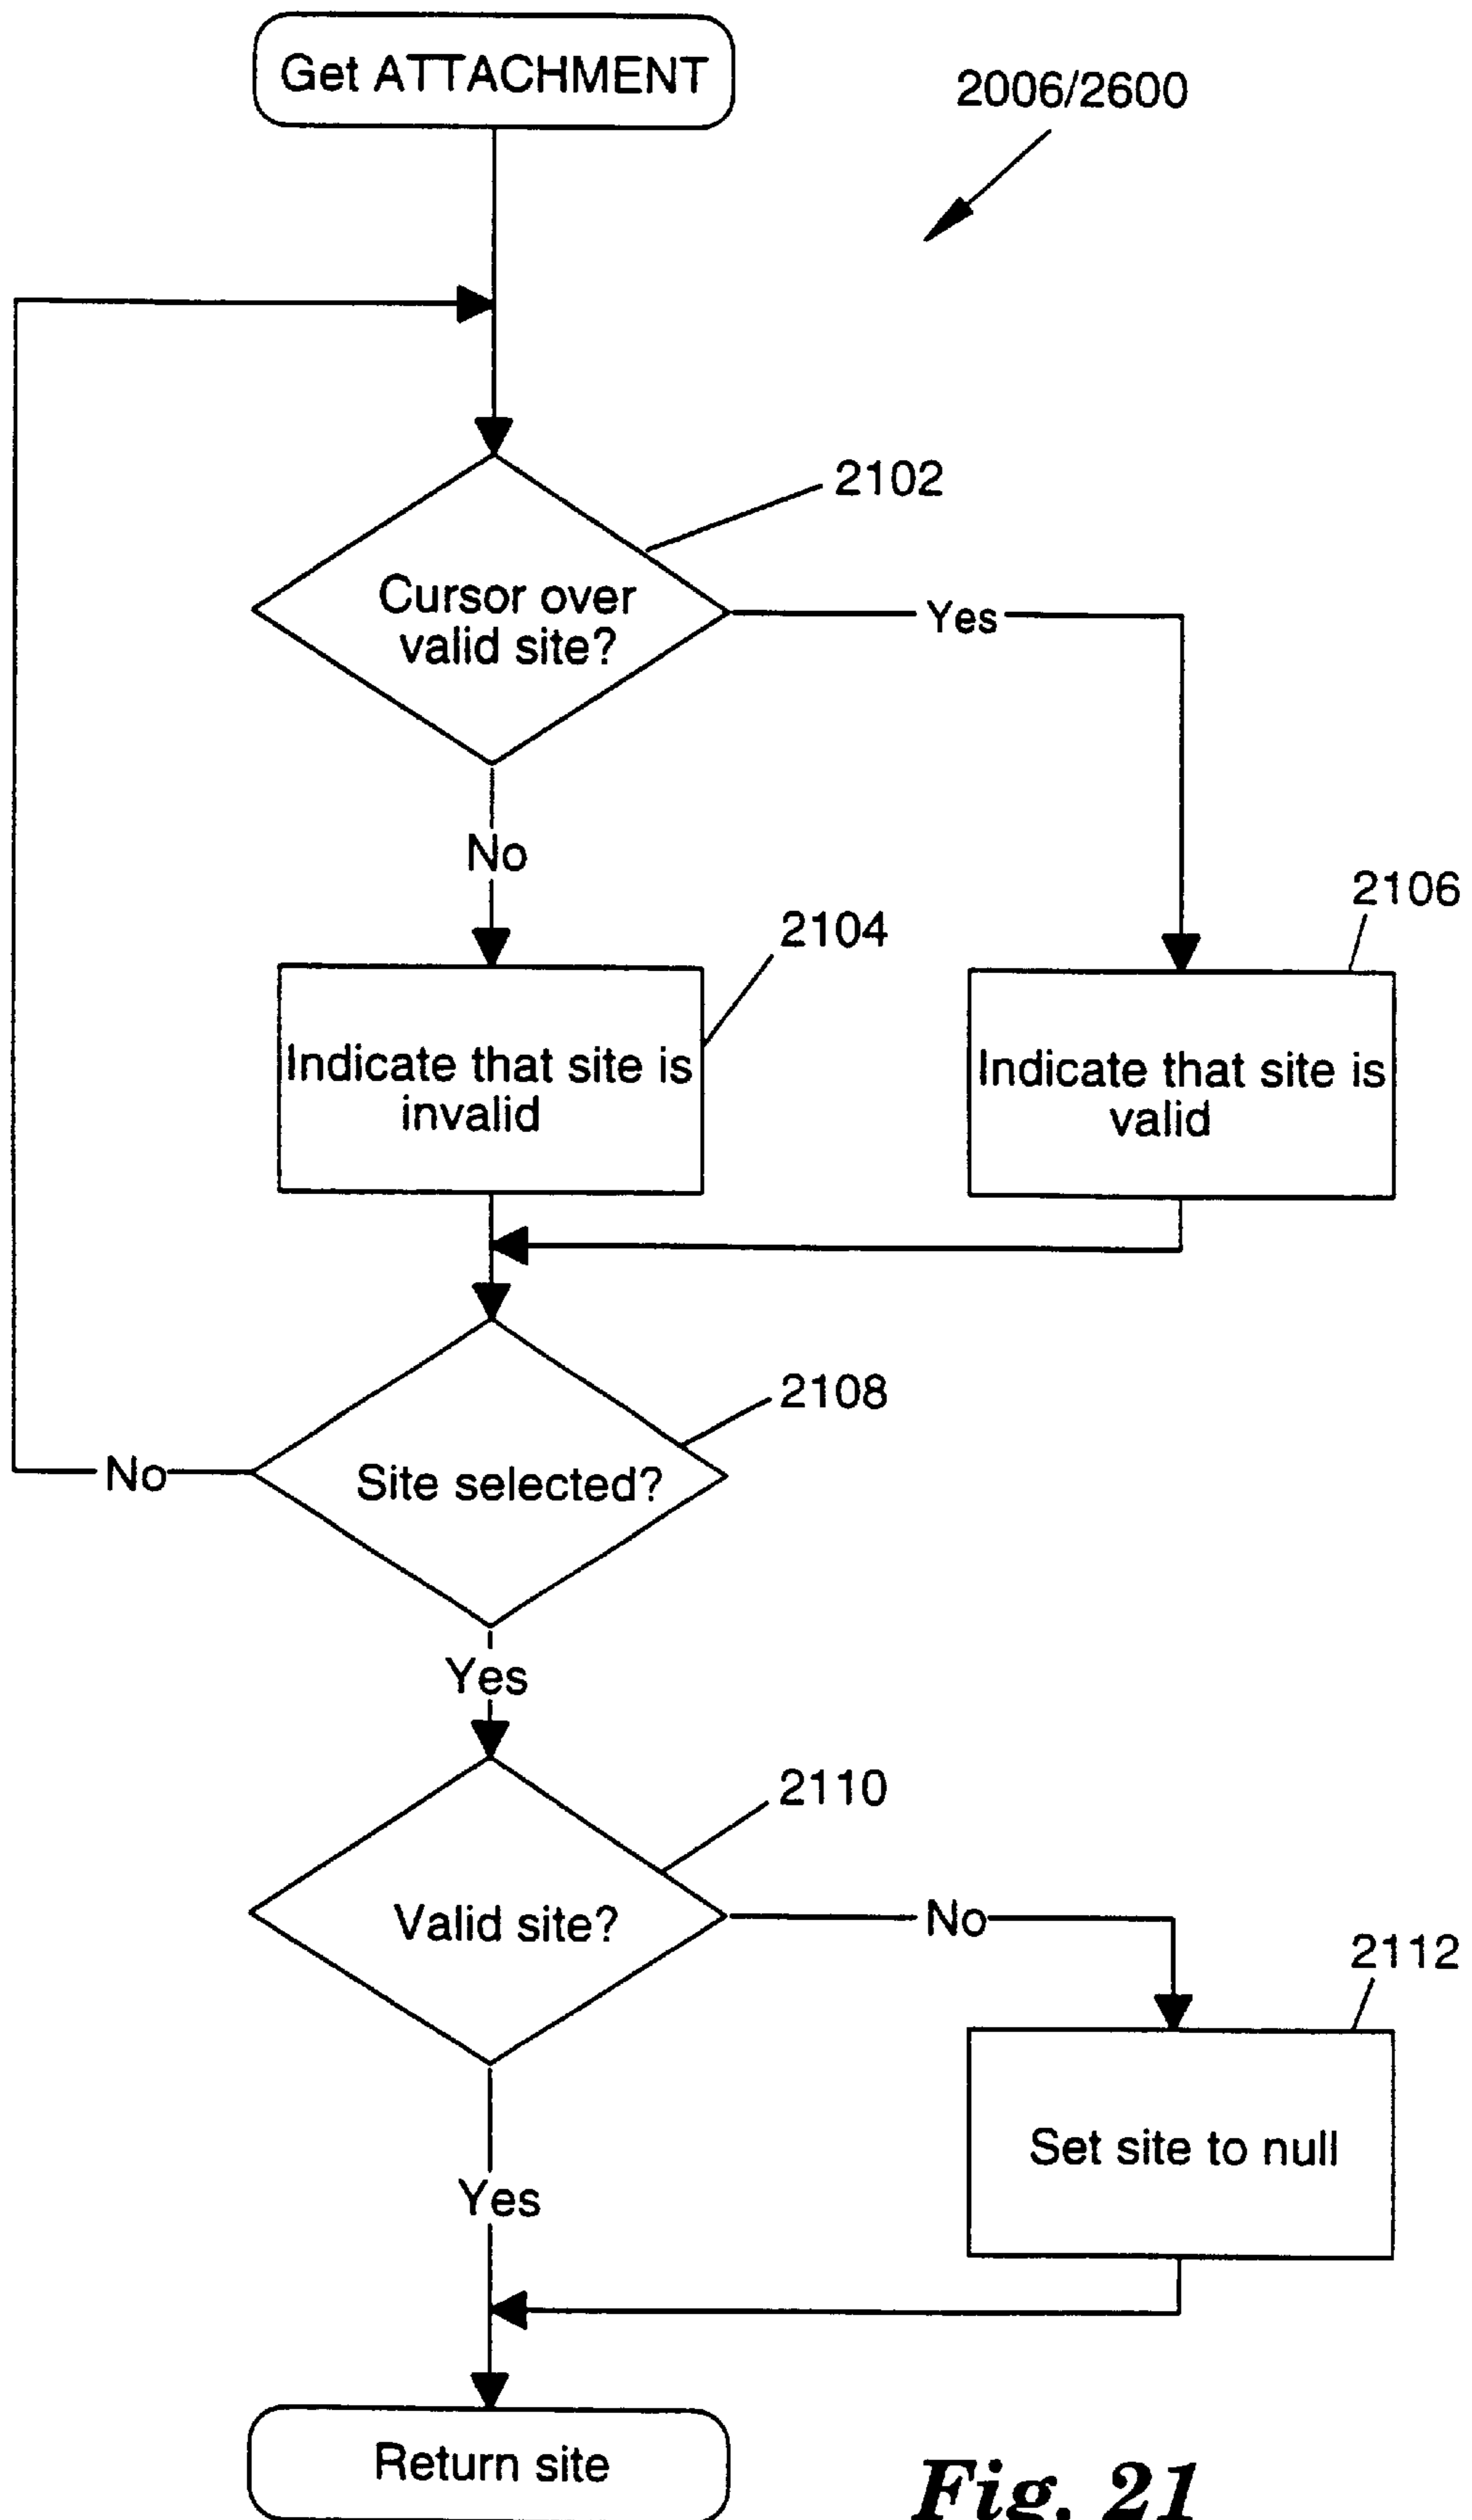 Get ATTACHMENT
2006/2600
2102
Cursor over
valid site?
Yes
No
2104
2106
Indicate that site is
invalid
Indicate that site is
valid
2108
Site selected?
No
Yes
2110
Valid site?
No
2112
Set site to null
Yes
Return site
Fig. 21